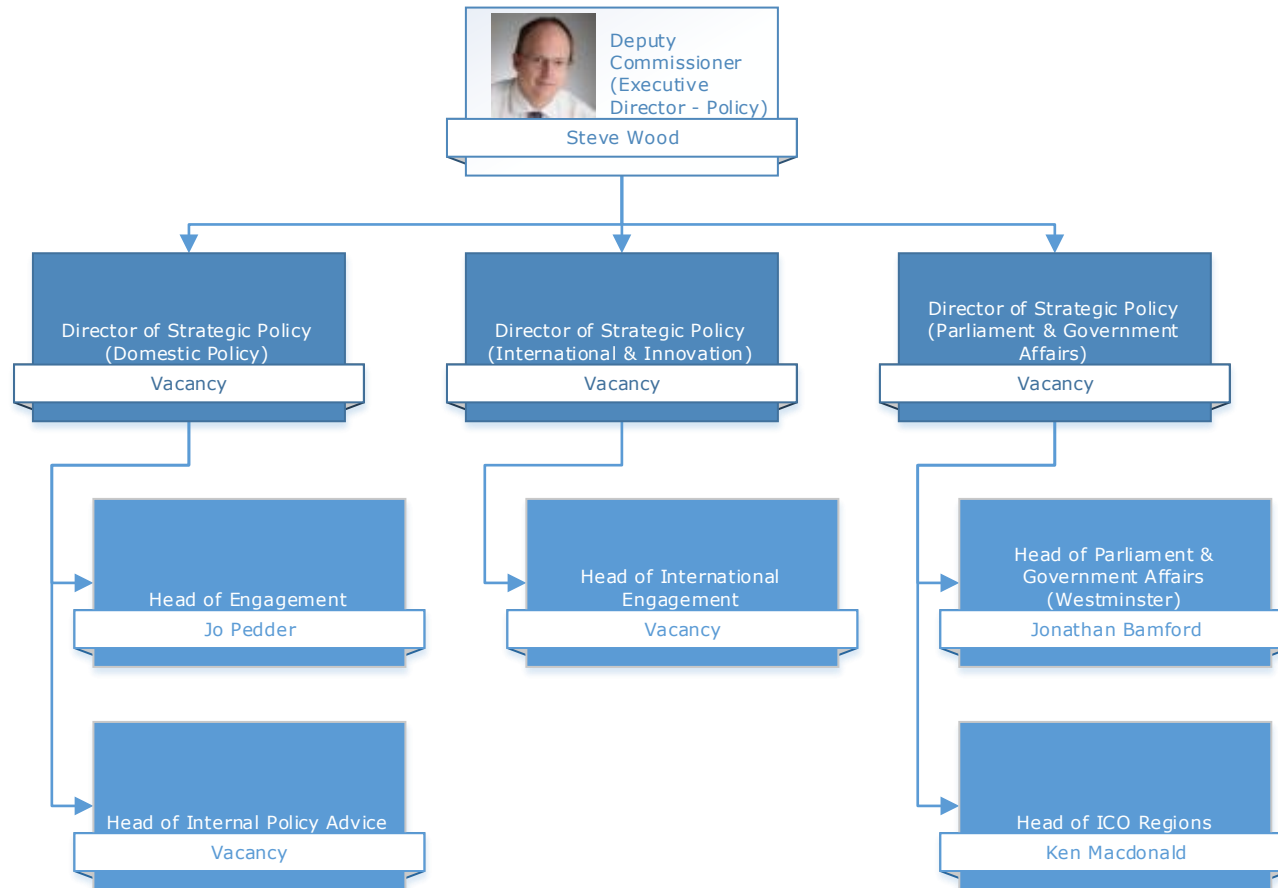 Deputy
Commissioner
(Executive
Director - Policy)
Steve Wood
Director of Strategic Policy
(Domestic Policy)
Vacancy
Director of Strategic Policy
(International & Innovation)
Vacancy
Director of Strategic Policy
(Parliament & Government
Affairs)
Vacancy
Head of Engagement
Jo Pedder
Head of International
Engagement
Vacancy
Head of Parliament &
Government Affairs
(Westminster)
Jonathan Bamford
Head of Internal Policy Advice
Vacancy
Head of ICO Regions
Ken Macdonald